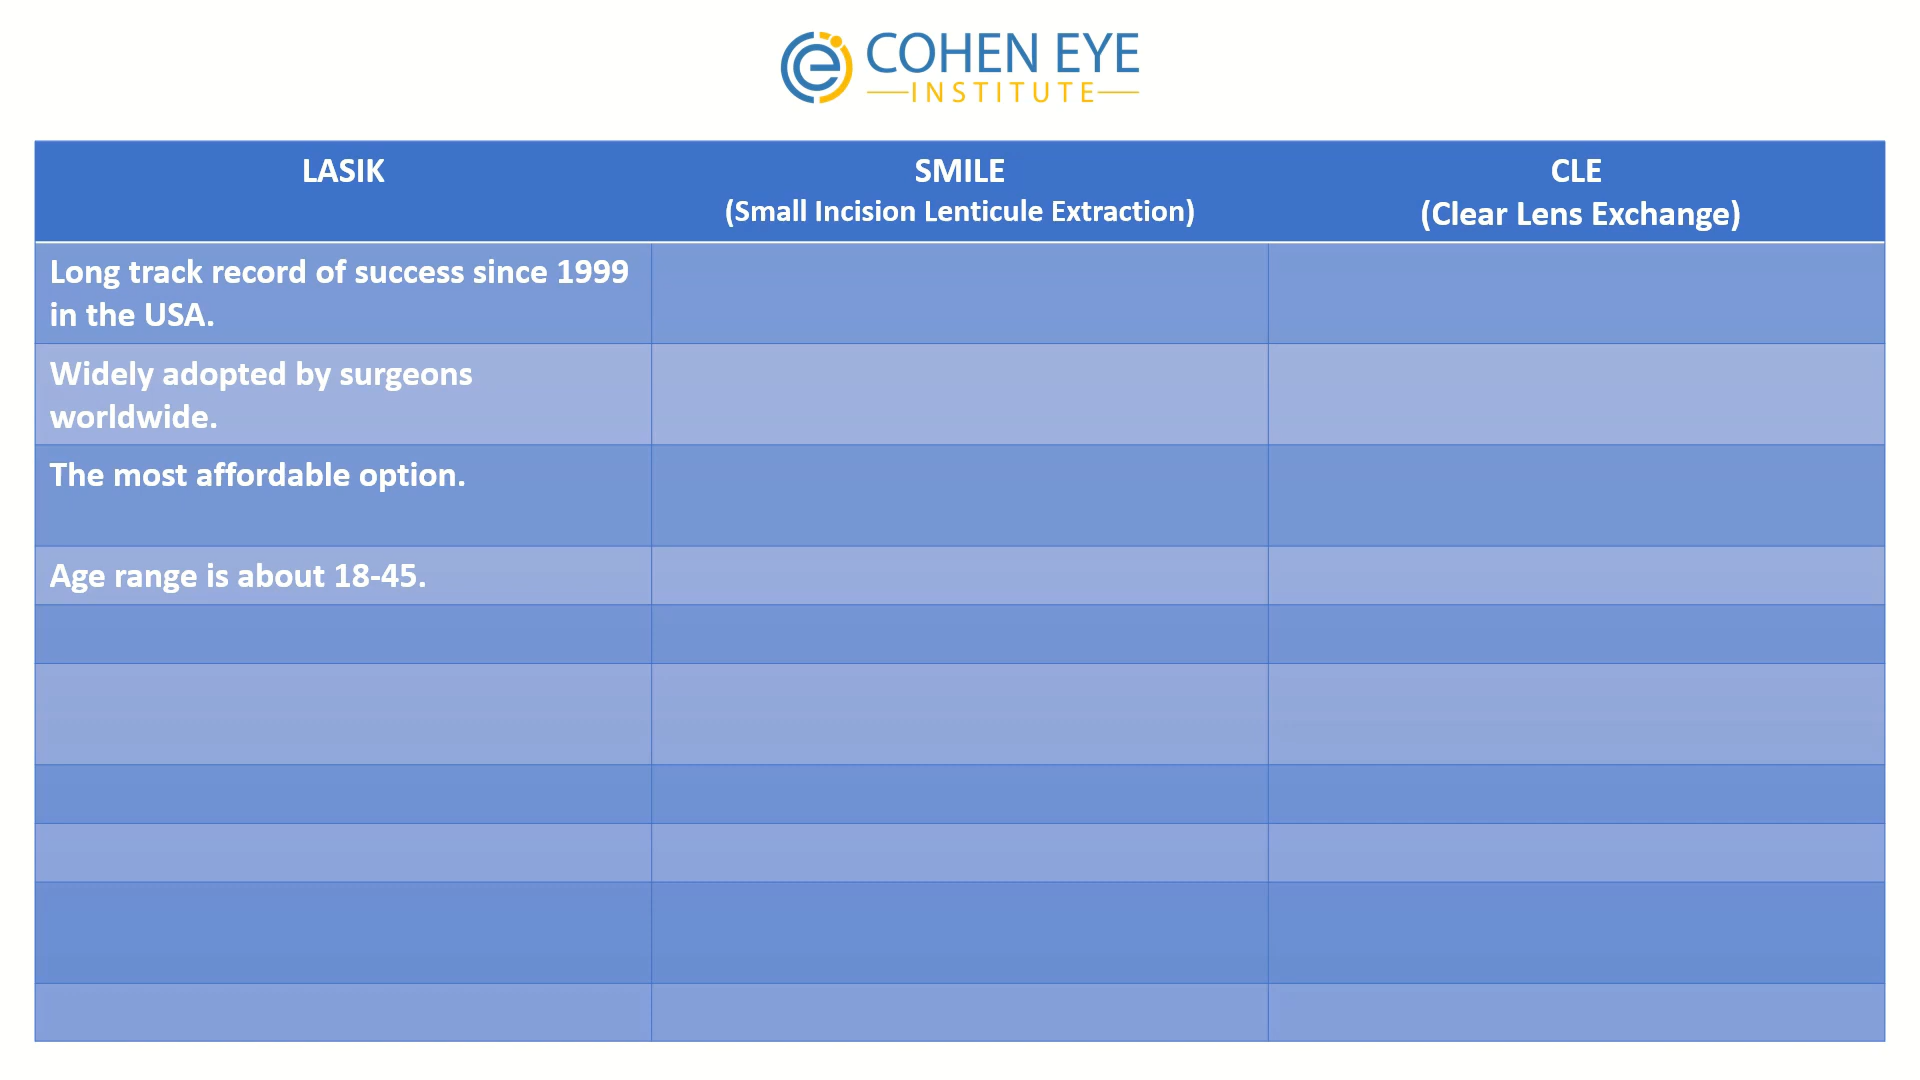 COHEN EYE
INSTITUTE
LASIK
SMILE
(Small Incision Lenticule Extraction)
CLE
(Clear Lens Exchange)
Long track record of success since 1999
in the USA.
Widely adopted by surgeons
worldwide.
The most affordable option.
Age range is about 18-45.